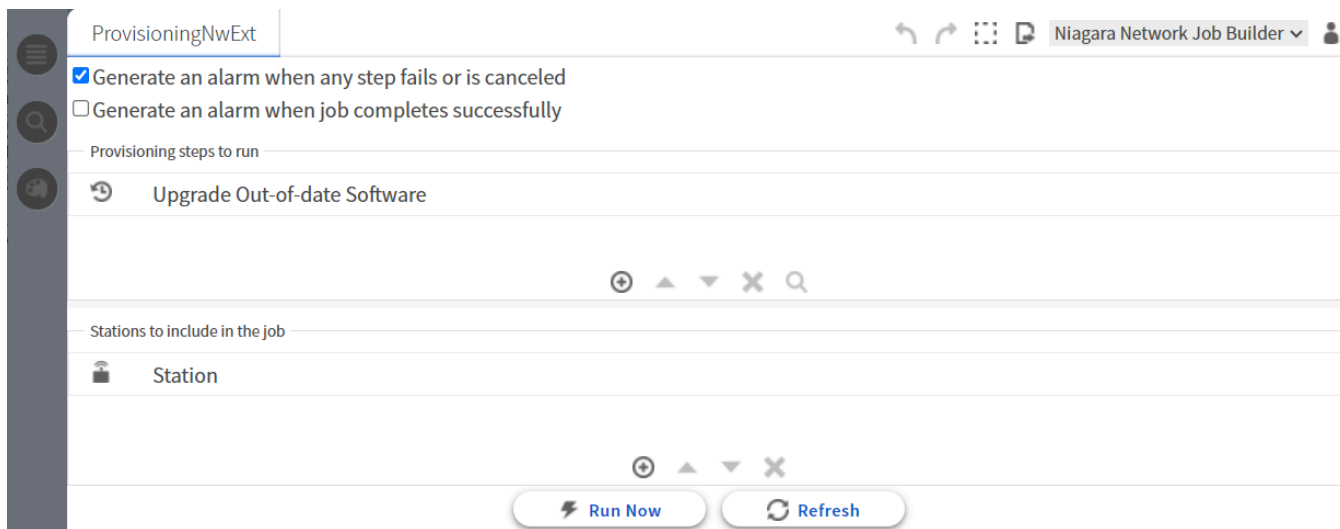 ProvisioningNwExt
Niagara Network Job Builder
Generate an alarm when any step fails or is canceled
Generate an alarm when job completes successfully
Provisioning steps to run
Upgrade Out-of-date Software
Stations to include in the job
Station
Run Now
Refresh